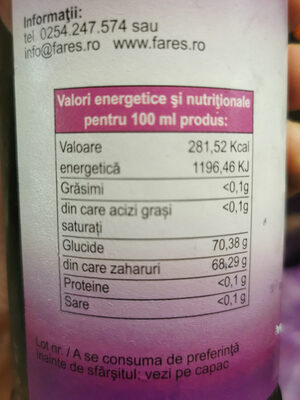 Informaţii:
tel. 0254.247.574 sau
info@fares.ro www.fares.ro
Valori energetice şi nutriţionale
pentru 100 ml produs:
Valoare 281,52 Kcal
energetică 1196,46 KJ
Grăsimi <0,1g
din care acizi graşi <0,1g
saturaţi
Glucide 70,38 g
din care zaharuri 68,29 g
Proteine <0,1 g
Sare <0,1 g
Lot nr. / A se consuma de preferinţă
înainte de sfârşitul: vezi pe capac